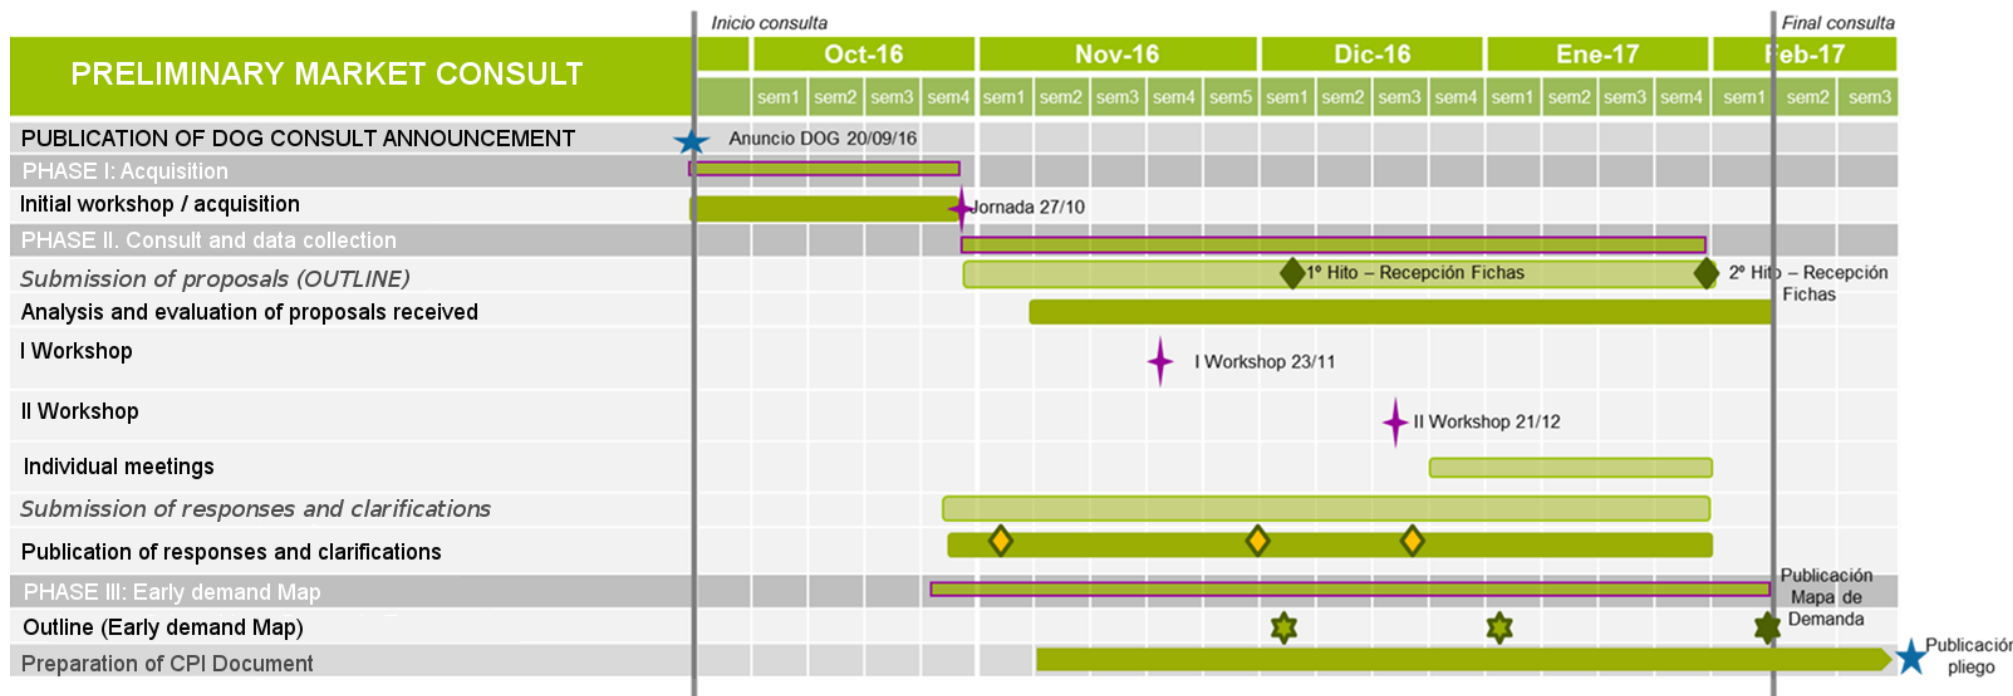 Inicio consulta
Final consulta
PRELIMINARY MARKET CONSULT
Oct-16 Nov-16 Dic-16 Ene-17 Feb-17
sem1 sem2 sem3 sem4 sem1 sem2 sem3 sem4 sem5 sem1 sem2 sem3 sem4 sem1 sem2 sem3 sem4 sem1 sem2 sem3
PUBLICATION OF DOG CONSULT ANNOUNCEMENT
Anuncio DOG 20/09/16
PHASE I: Acquisition
Initial workshop / acquisition
Jornada 27/10
PHASE II. Consult and data collection
Submission of proposals (OUTLINE)
1º Hito – Recepción Fichas
2º Hito – Recepción
Fichas
Analysis and evaluation of proposals received
I Workshop
I Workshop 23/11
II Workshop
II Workshop 21/12
Individual meetings
Submission of responses and clarifications
Publication of responses and clarifications
PHASE III: Early demand Map
Publicación
Mapa de
Demanda
Outline (Early demand Map)
Preparation of CPI Document
Publicación
pliego